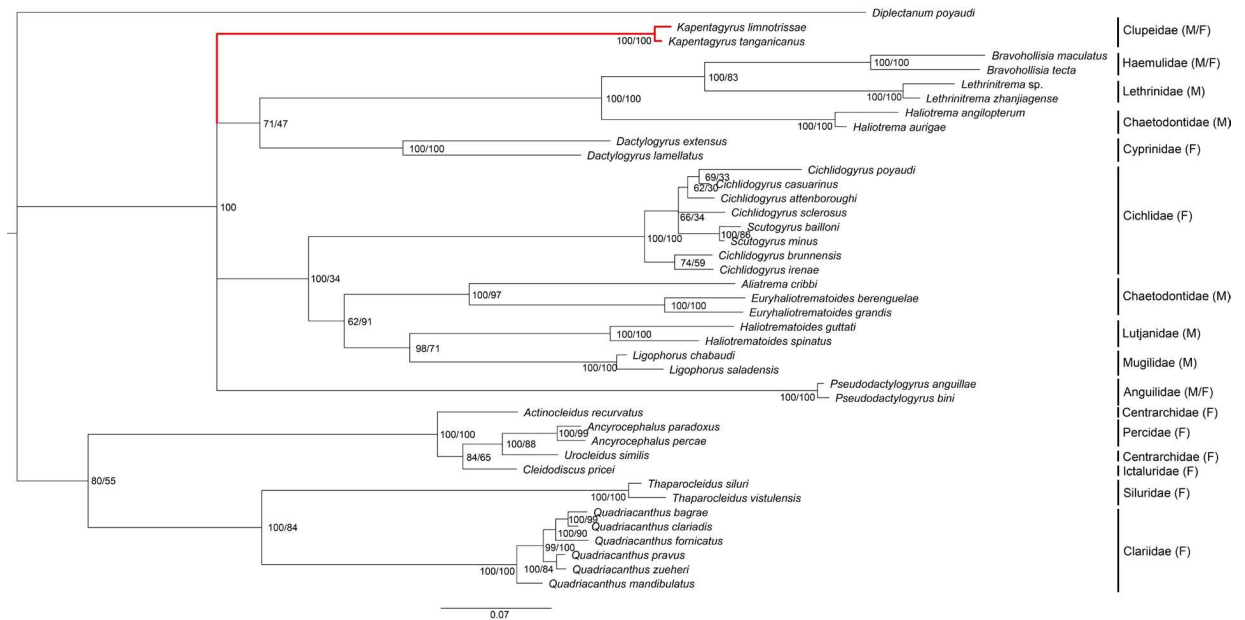 Diplectanum poyaudi
Kapentagyrus limnotrissae
Clupeidae (M/F)
100/100
Kapentagyrus tanganicanus
Bravohollisia maculatus
100/100
Haemulidae (M/F)
Bravohollisia tecta
100/83
Lethrinitrema sp.
Lethrinidae (M)
100/100
Lethrinitrema zhanjiagense
100/100
Haliotrema angilopterum
Chaetodontidae (M)
100/100
Haliotrema aurigae
71/47
Dactylogyrus extensus
100/100
Cyprinidae (F)
Dactylogyrus lamellatus
Cichlidogyrus poyaudi
69/33
Cichlidogyrus casuarinus
62/30
Cichlidogyrus attenboroughi
100
66/34
Cichlidogyrus sclerosus
Cichlidae (F)
Scutogyrus bailloni
100/86
100/100
Scutogyrus minus
Cichlidogyrus brunnensis
74/59
Cichlidogyrus irenae
100/34
Aliatrema cribbi
100/97
Chaetodontidae (M)
Euryhaliotrematoides berenguelae
100/100
Euryhaliotrematoides grandis
62/91
Haliotrematoides guttati
100/100
Lutjanidae (M)
Haliotrematoides spinatus
98/71
Ligophorus chabaudi
Mugilidae (M)
100/100
Ligophorus saladensis
Pseudodactylogyrus anguillae
Anguilidae (M/F)
100/100
Pseudodactylogyrus bini
Actinocleidus recurvatus
Centrarchidae (F)
Ancyrocephalus paradoxus
100/100
100/99
Percidae (F)
Ancyrocephalus percae
100/88
Urocleidus similis
Centrarchidae (F)
84/65
Cleidodiscus pricei
Ictaluridae (F)
80/55
Thaparocleidus siluri
Siluridae (F)
100/100
Thaparocleidus vistulensis
Quadriacanthus bagrae
100/99
100/84
Quadriacanthus clariadis
100/90
Quadriacanthus fornicatus
99/100
Clariidae (F)
Quadriacanthus pravus
100/100
100/84
Quadriacanthus zueheri
Quadriacanthus mandibulatus
0.07